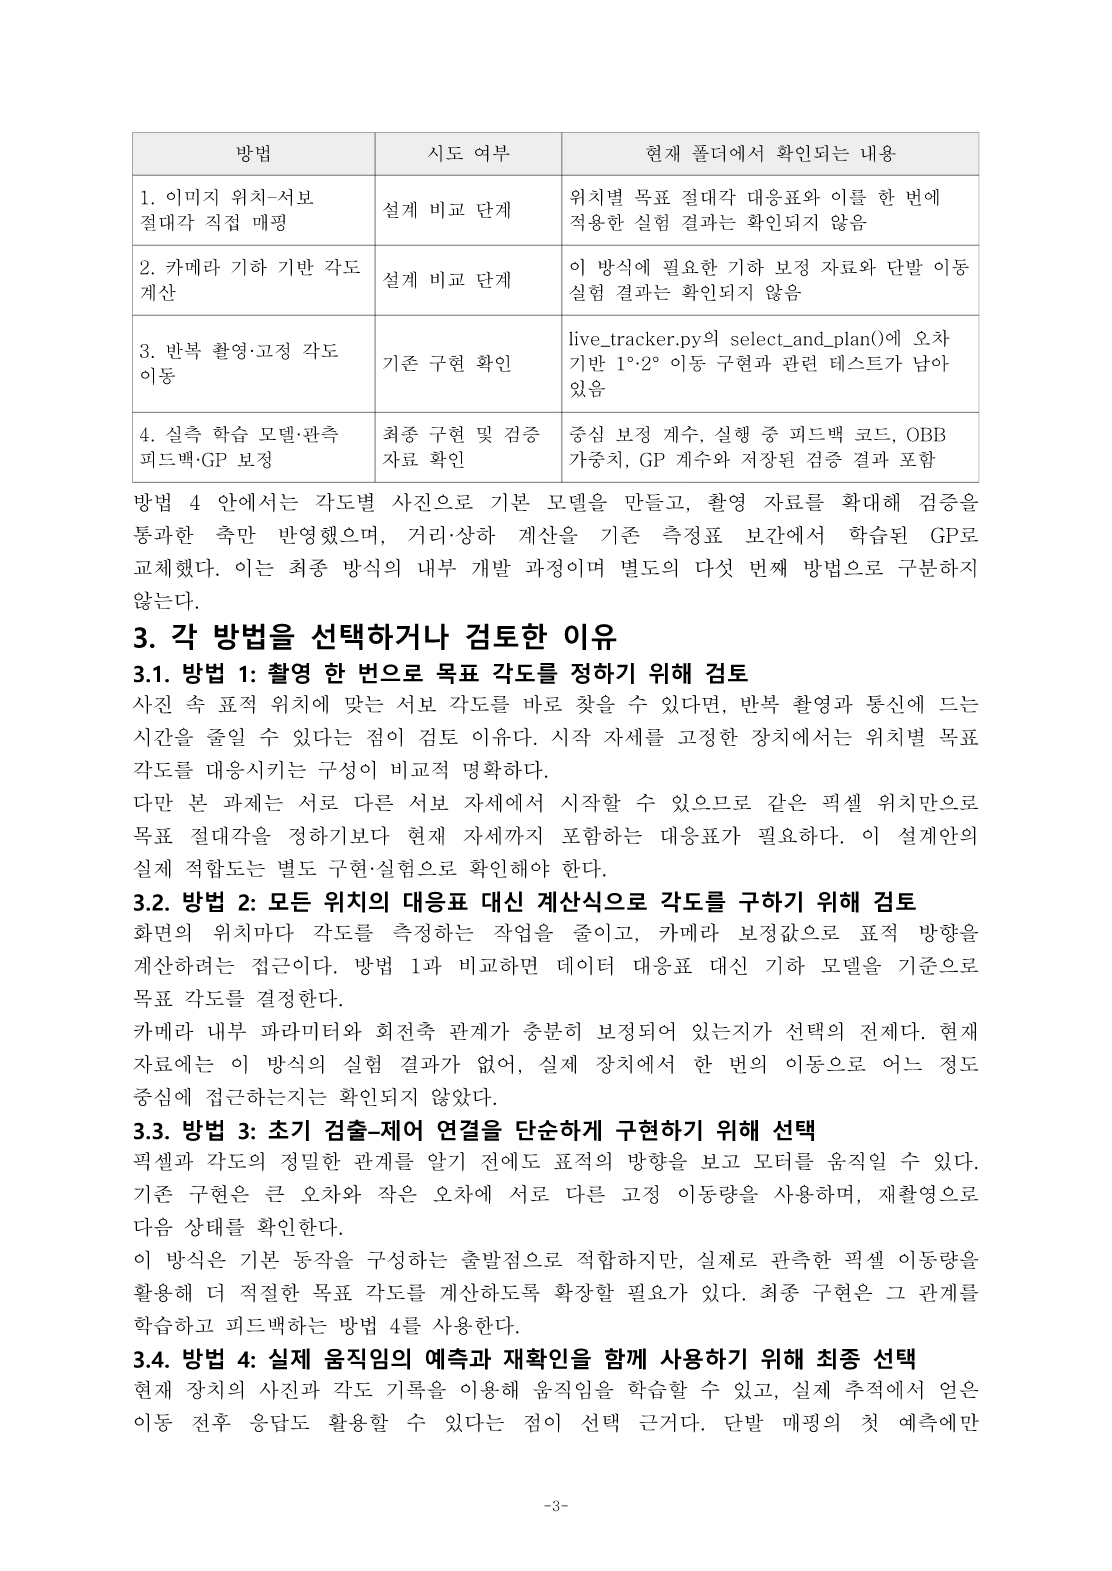 방법 시도 여부 현재 폴더에서 확인되는 내용
1. 이미지 위치–서보
절대각 직접 매핑
설계 비교 단계
위치별 목표 절대각 대응표와 이를 한 번에
적용한 실험 결과는 확인되지 않음
2. 카메라 기하 기반 각도
계산
설계 비교 단계
이 방식에 필요한 기하 보정 자료와 단발 이동
실험 결과는 확인되지 않음
3. 반복 촬영·고정 각도
이동
기존 구현 확인
live_tracker.py의 select_and_plan()에 오차
기반 1°·2° 이동 구현과 관련 테스트가 남아
있음
4. 실측 학습 모델·관측
피드백·GP 보정
최종 구현 및 검증
자료 확인
중심 보정 계수, 실행 중 피드백 코드, OBB
가중치, GP 계수와 저장된 검증 결과 포함
방법 4 안에서는 각도별 사진으로 기본 모델을 만들고, 촬영 자료를 확대해 검증을
통과한 축만 반영했으며, 거리·상하 계산을 기존 측정표 보간에서 학습된 GP로
교체했다. 이는 최종 방식의 내부 개발 과정이며 별도의 다섯 번째 방법으로 구분하지
않는다.
3. 각 방법을 선택하거나 검토한 이유
3.1. 방법 1: 촬영 한 번으로 목표 각도를 정하기 위해 검토
사진 속 표적 위치에 맞는 서보 각도를 바로 찾을 수 있다면, 반복 촬영과 통신에 드는
시간을 줄일 수 있다는 점이 검토 이유다. 시작 자세를 고정한 장치에서는 위치별 목표
각도를 대응시키는 구성이 비교적 명확하다.
다만 본 과제는 서로 다른 서보 자세에서 시작할 수 있으므로 같은 픽셀 위치만으로
목표 절대각을 정하기보다 현재 자세까지 포함하는 대응표가 필요하다. 이 설계안의
실제 적합도는 별도 구현·실험으로 확인해야 한다.
3.2. 방법 2: 모든 위치의 대응표 대신 계산식으로 각도를 구하기 위해 검토
화면의 위치마다 각도를 측정하는 작업을 줄이고, 카메라 보정값으로 표적 방향을
계산하려는 접근이다. 방법 1과 비교하면 데이터 대응표 대신 기하 모델을 기준으로
목표 각도를 결정한다.
카메라 내부 파라미터와 회전축 관계가 충분히 보정되어 있는지가 선택의 전제다. 현재
자료에는 이 방식의 실험 결과가 없어, 실제 장치에서 한 번의 이동으로 어느 정도
중심에 접근하는지는 확인되지 않았다.
3.3. 방법 3: 초기 검출–제어 연결을 단순하게 구현하기 위해 선택
픽셀과 각도의 정밀한 관계를 알기 전에도 표적의 방향을 보고 모터를 움직일 수 있다.
기존 구현은 큰 오차와 작은 오차에 서로 다른 고정 이동량을 사용하며, 재촬영으로
다음 상태를 확인한다.
이 방식은 기본 동작을 구성하는 출발점으로 적합하지만, 실제로 관측한 픽셀 이동량을
활용해 더 적절한 목표 각도를 계산하도록 확장할 필요가 있다. 최종 구현은 그 관계를
학습하고 피드백하는 방법 4를 사용한다.
3.4. 방법 4: 실제 움직임의 예측과 재확인을 함께 사용하기 위해 최종 선택
현재 장치의 사진과 각도 기록을 이용해 움직임을 학습할 수 있고, 실제 추적에서 얻은
이동 전후 응답도 활용할 수 있다는 점이 선택 근거다. 단발 매핑의 첫 예측에만
-3-